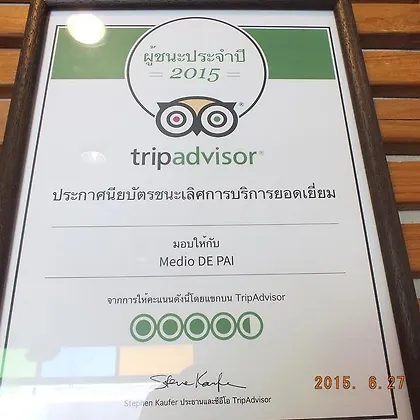 ผู้ชนะประจำปี
2015
tripadvisor®
ประกาศนียบัตรชนะเลิศการบริการยอดเยี่ยม
มอบให้กับ
Medio DE PAI
จากการให้คะแนนดังนี้โดยแขกบน TripAdvisor
Steve Kaufer
Stephen Kaufer ประธานและซีอีโอ TripAdvisor
2015. 6.27